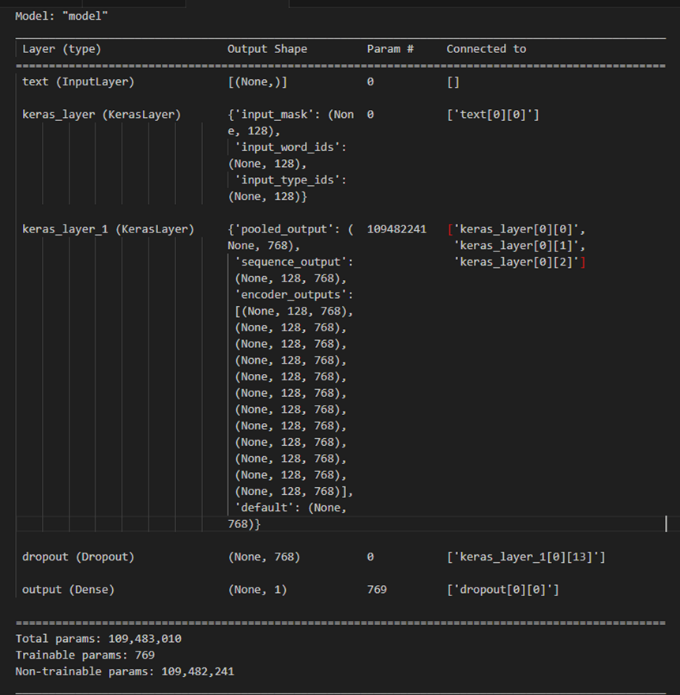 Model: "model"
Layer (type) Output Shape Param # Connected to
text (InputLayer) [(None,)] 0 []
keras_layer (KerasLayer) {'input_mask': (Non 0 ['text[0][0]']
e, 128),
'input_word_ids':
(None, 128),
'input_type_ids':
(None, 128)}
keras_layer_1 (KerasLayer) {'pooled_output': ( 109482241 ['keras_layer[0][0]',
None, 768), 'keras_layer[0][1]',
'sequence_output': 'keras_layer[0][2]']
(None, 128, 768),
'encoder_outputs':
[(None, 128, 768),
(None, 128, 768),
(None, 128, 768),
(None, 128, 768),
(None, 128, 768),
(None, 128, 768),
(None, 128, 768),
(None, 128, 768),
(None, 128, 768),
(None, 128, 768),
(None, 128, 768),
(None, 128, 768)],
'default': (None,
768)}
dropout (Dropout) (None, 768) 0 ['keras_layer_1[0][13]']
output (Dense) (None, 1) 769 ['dropout[0][0]']
Total params: 109,483,010
Trainable params: 769
Non-trainable params: 109,482,241